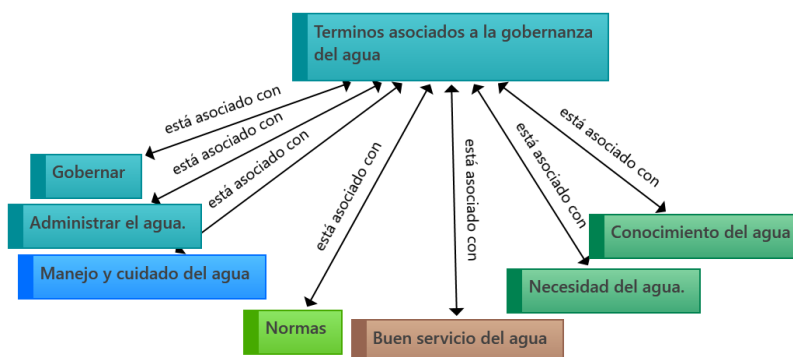 Terminos asociados a la gobernanza
del agua
está asociado con
está asociado con
está asociado con
está asociado con
está asociado con
está asociado con
está asociado con
Gobernar
Administrar el agua.
Manejo y cuidado del agua
Normas
Buen servicio del agua
Necesidad del agua.
Conocimiento del agua